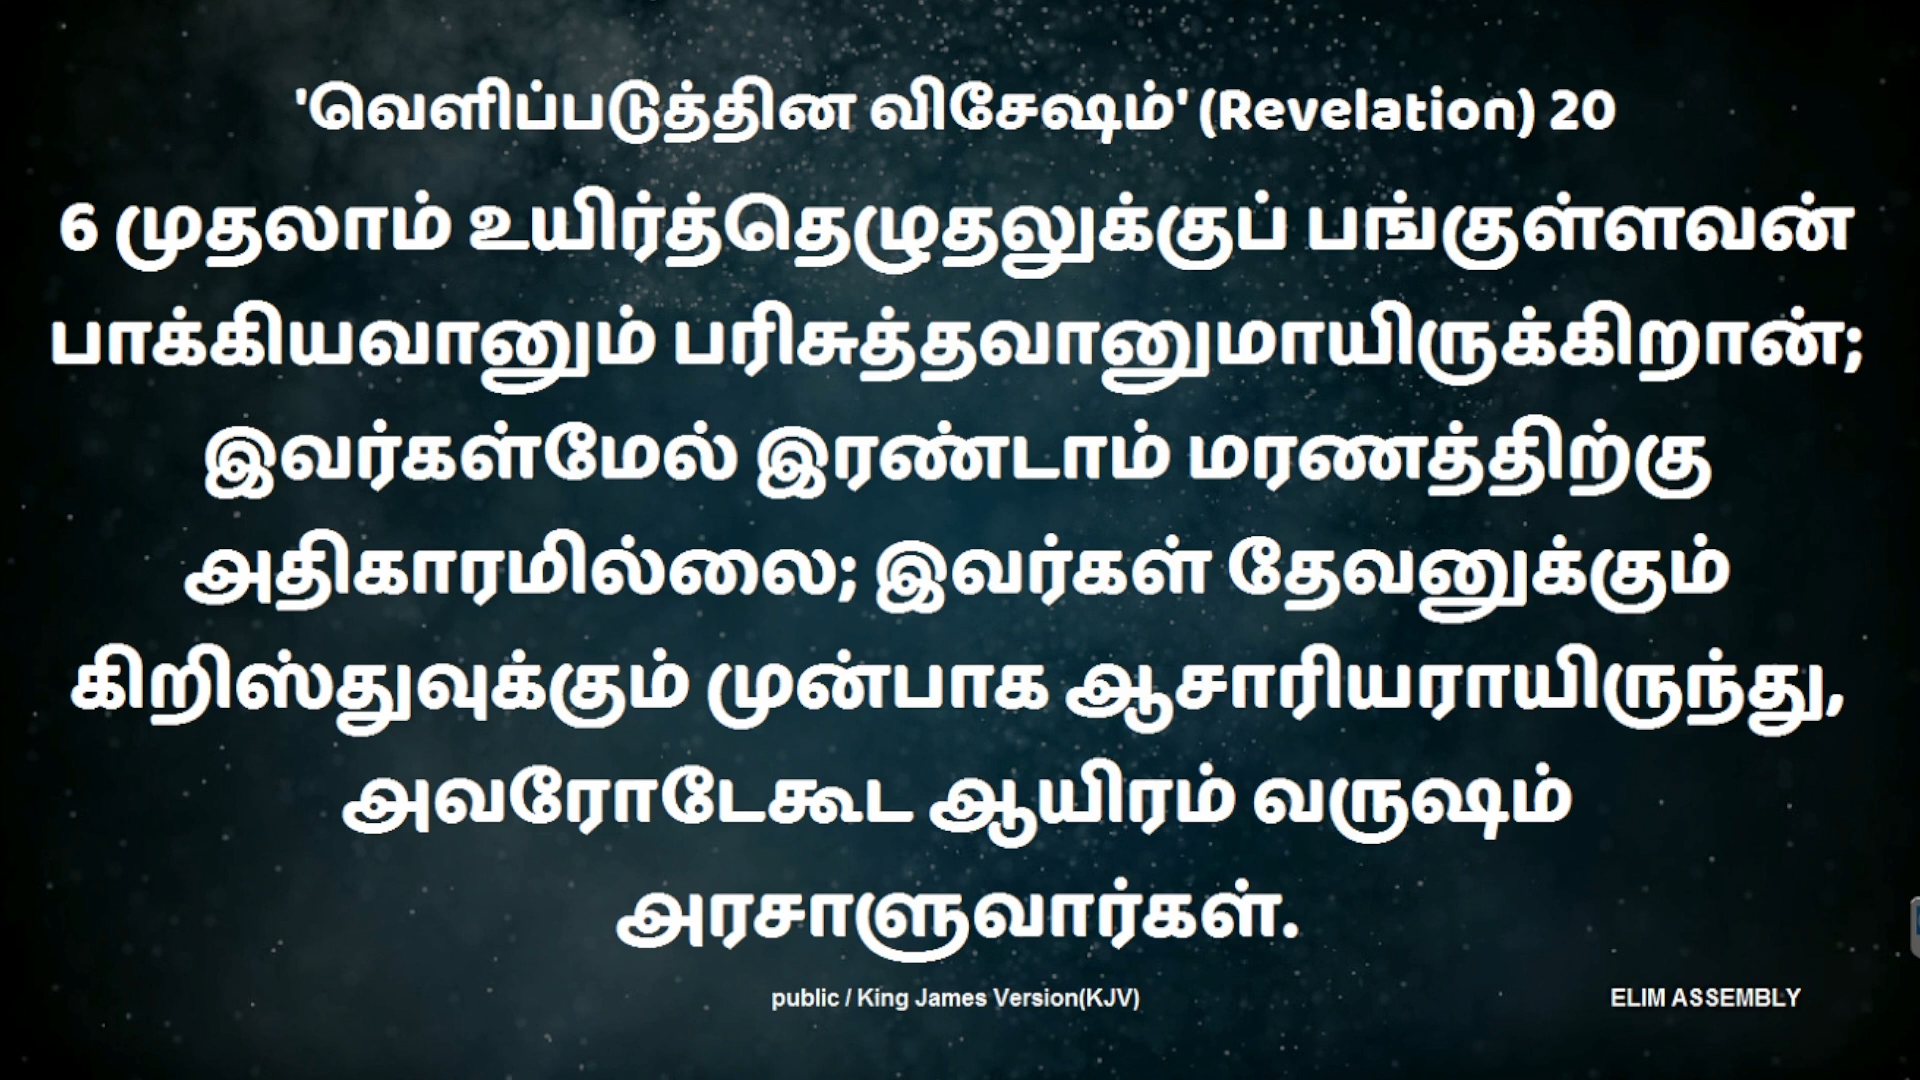 'வெளிப்படுத்தின விசேஷம்' (Revelation) 20
6 முதலாம் உயிர்த்தெழுதலுக்குப் பங்குள்ளவன்
பாக்கியவானும் பரிசுத்தவானுமாயிருக்கிறான்;
இவர்கள்மேல் இரண்டாம் மரணத்திற்கு
அதிகாரமில்லை; இவர்கள் தேவனுக்கும்
கிறிஸ்துவுக்கும் முன்பாக ஆசாரியராயிருந்து,
அவரோடேகூட ஆயிரம் வருஷம்
அரசாளுவார்கள்.
public / King James Version(KJV)
ELIM ASSEMBLY